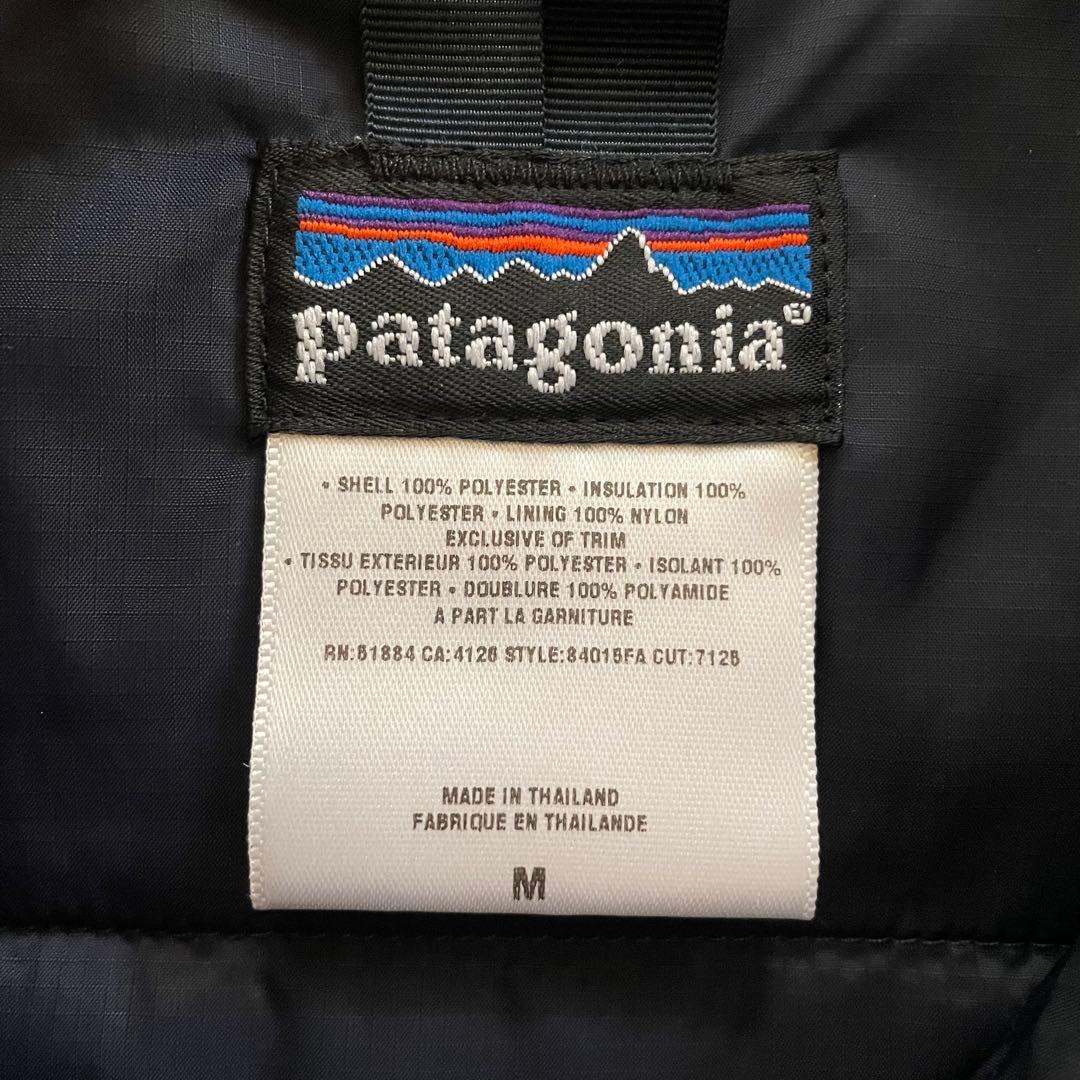 patagonia®
• SHELL 100% POLYESTER • INSULATION 100%
POLYESTER • LINING 100% NYLON
EXCLUSIVE OF TRIM
• TISSU EXTERIEUR 100% POLYESTER • ISOLANT 100%
POLYESTER • DOUBLURE 100% POLYAMIDE
A PART LA GARNITURE
RN:51884 CA:4126 STYLE:84015FA CUT:7125
MADE IN THAILAND
FABRIQUE EN THAILANDE
M